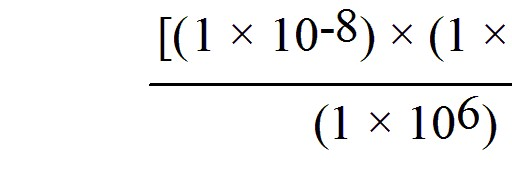 [(1 × 10-8) × (1 ×
(1 × 106)